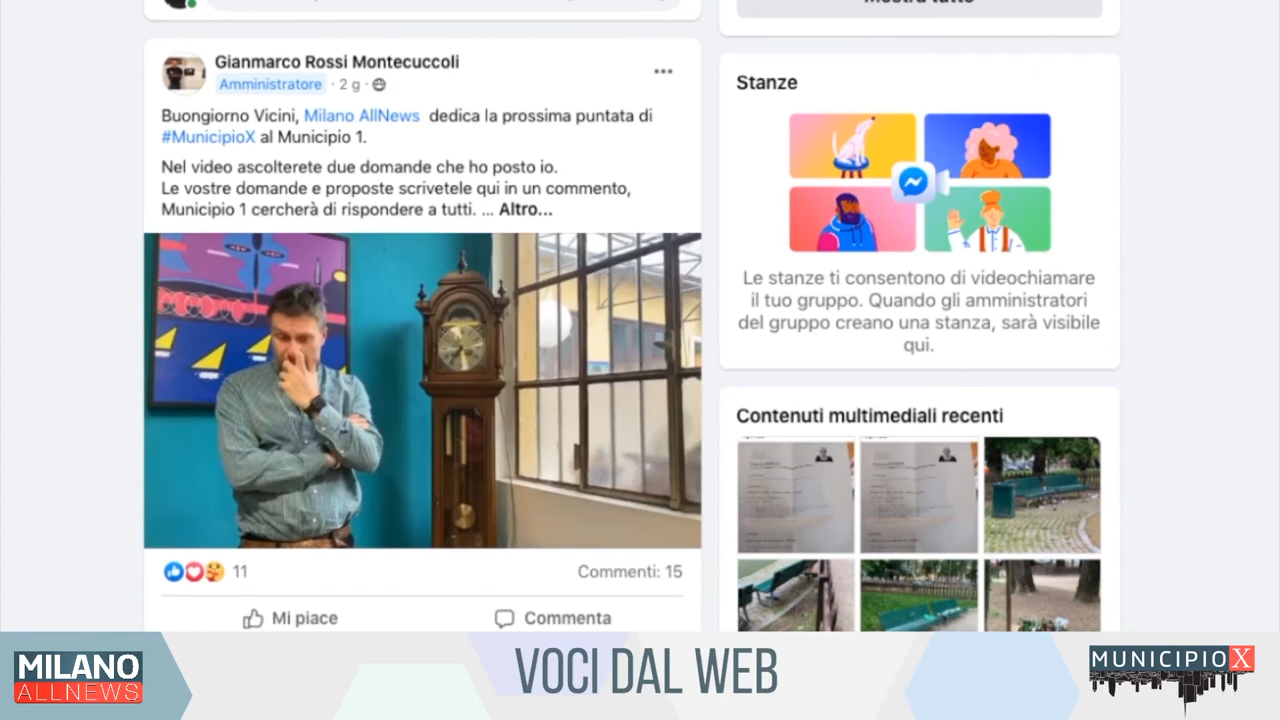 Mostra tutto
Gianmarco Rossi Montecuccoli
Amministratore · 2 g ·
Buongiorno Vicini, Milano AllNews dedica la prossima puntata di
#MunicipioX al Municipio 1.
Nel video ascolterete due domande che ho posto io.
Le vostre domande e proposte scrivetele qui in un commento,
Municipio 1 cercherà di rispondere a tutti. ... Altro...
11
Commenti: 15
Mi piace
Commenta
Stanze
Le stanze ti consentono di videochiamare
il tuo gruppo. Quando gli amministratori
del gruppo creano una stanza, sarà visibile
qui.
Contenuti multimediali recenti
MILANO
ALLNEWS
VOCI DAL WEB
MUNICIPIO X